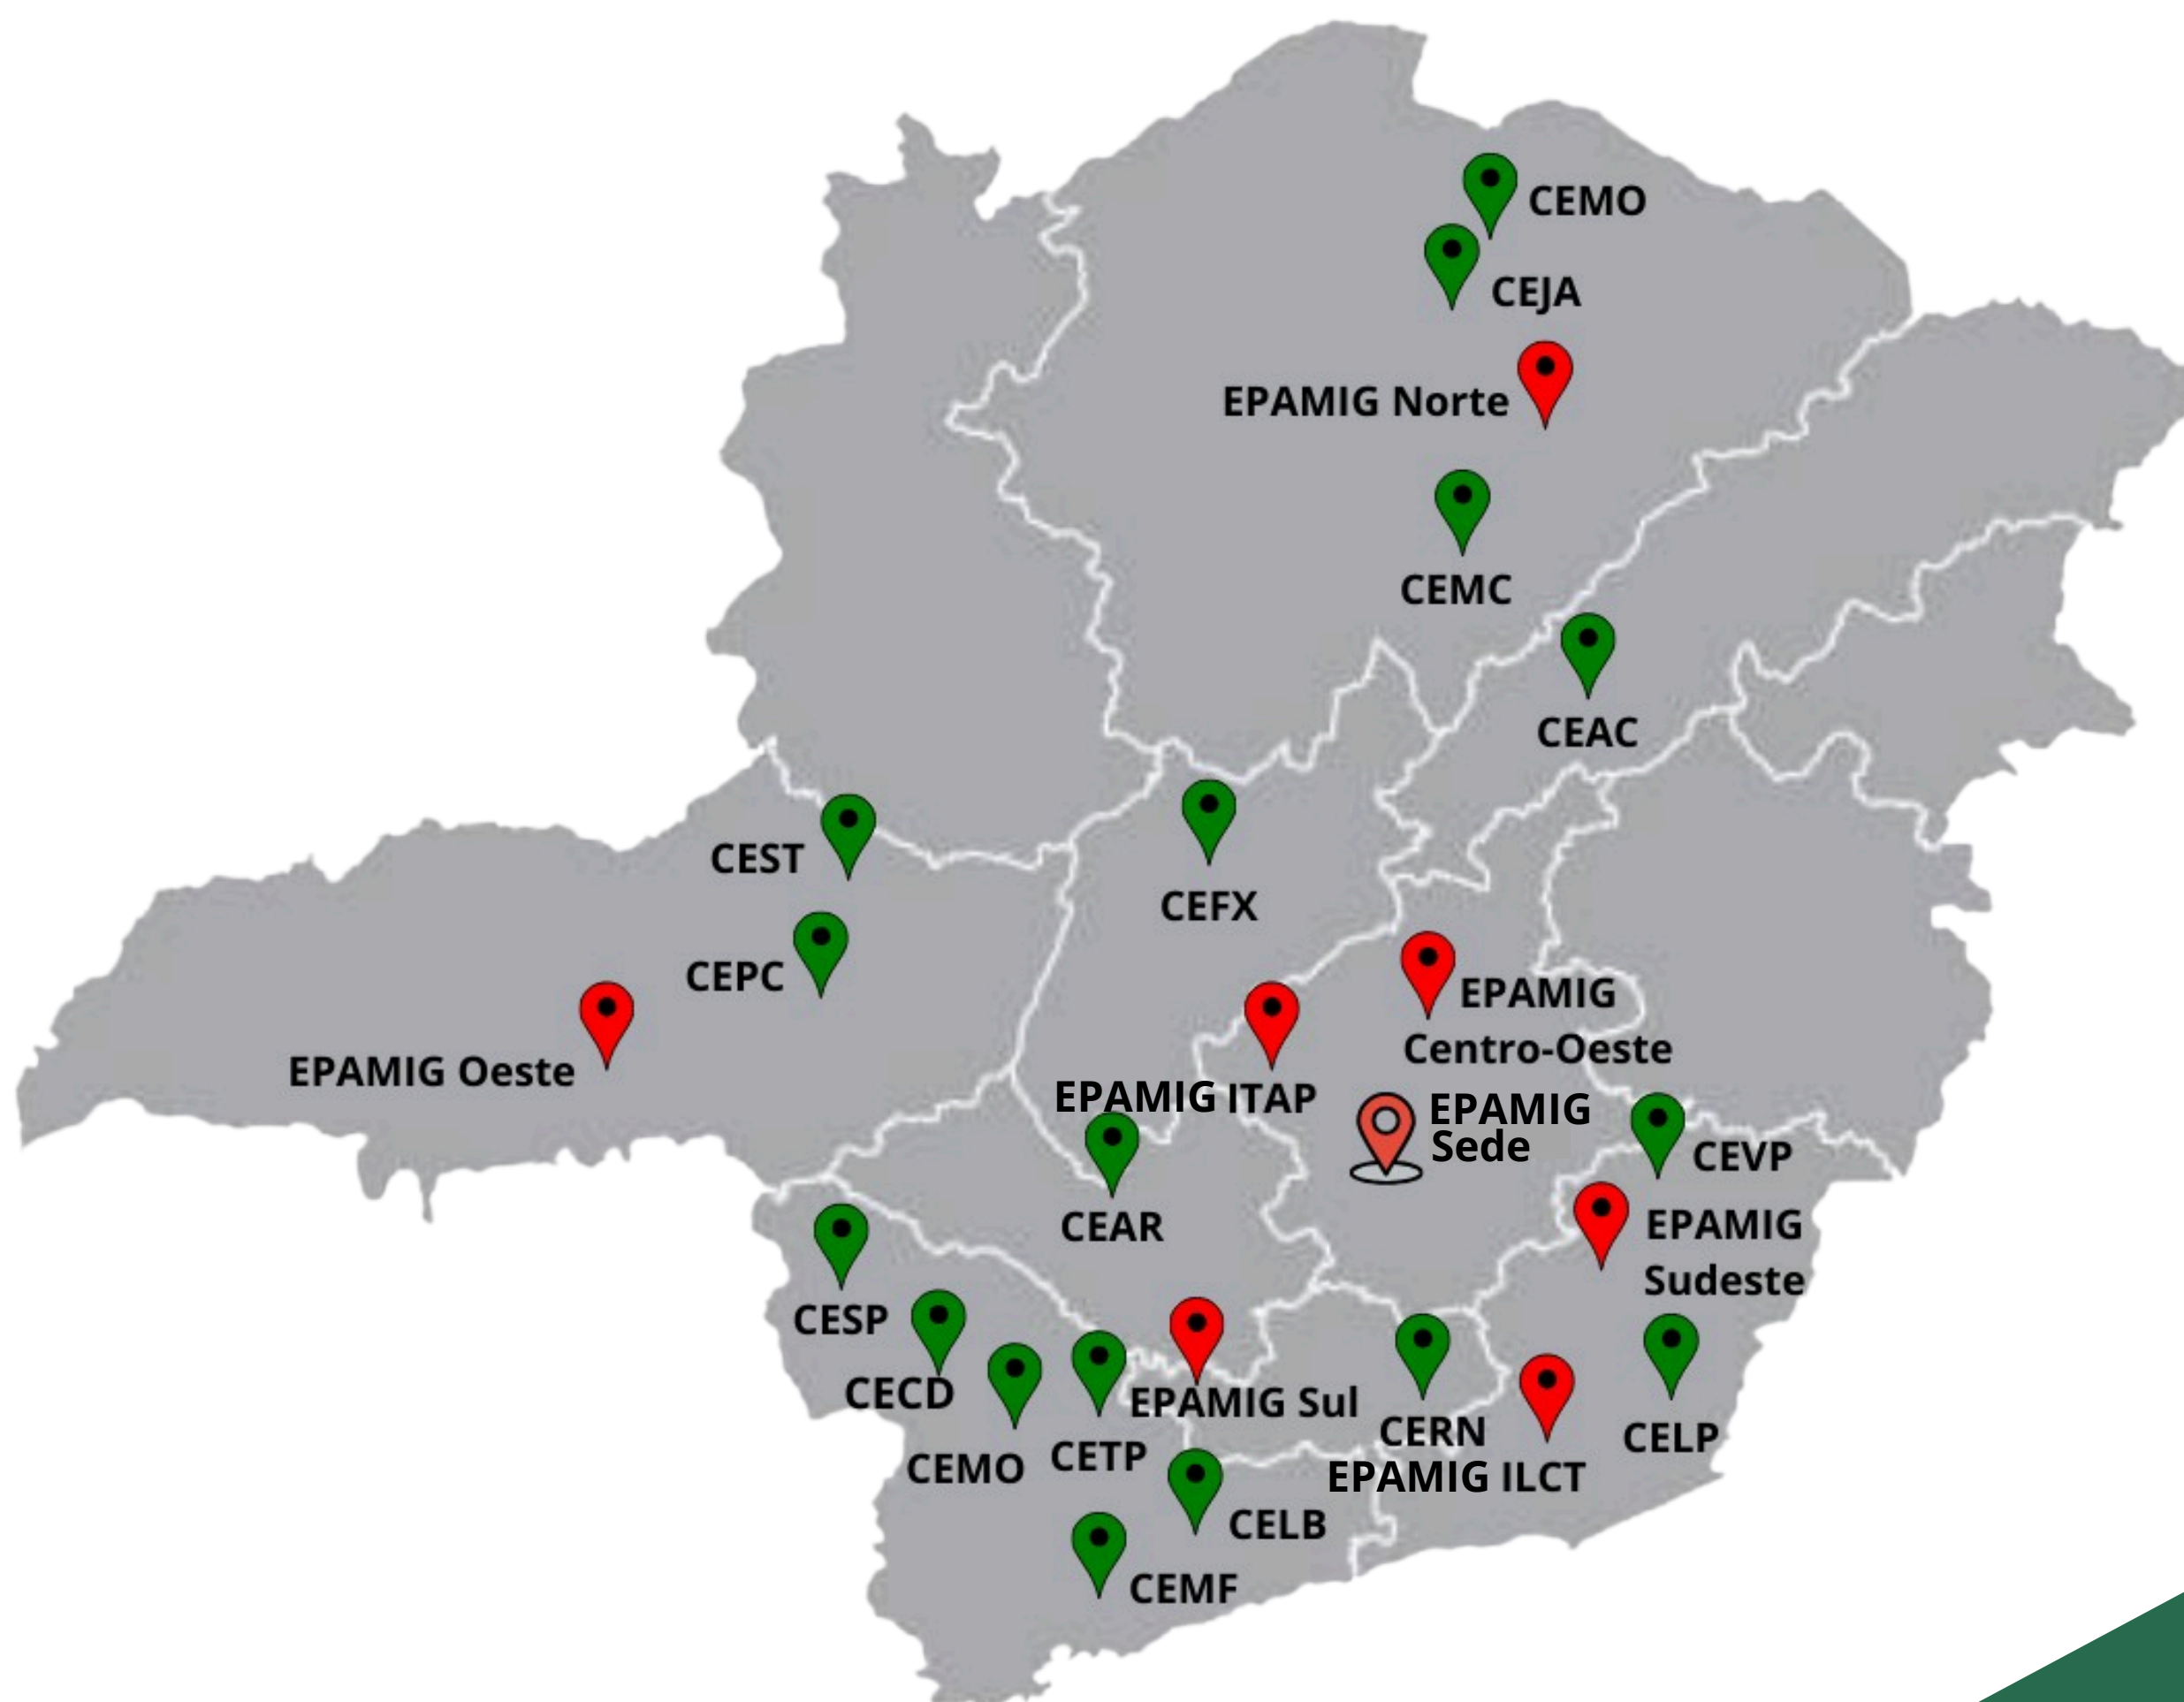 CEMO
CEJA
EPAMIG Norte
CEMC
CEAC
CEST
CEFX
CEPC
EPAMIG
Centro-Oeste
EPAMIG Oeste
EPAMIG ITAP
EPAMIG
Sede
CEVP
CEAR
EPAMIG
Sudeste
CESP
CECD
EPAMIG Sul
CERN
CELP
CEMO
CETP
EPAMIG ILCT
CELB
CEMF